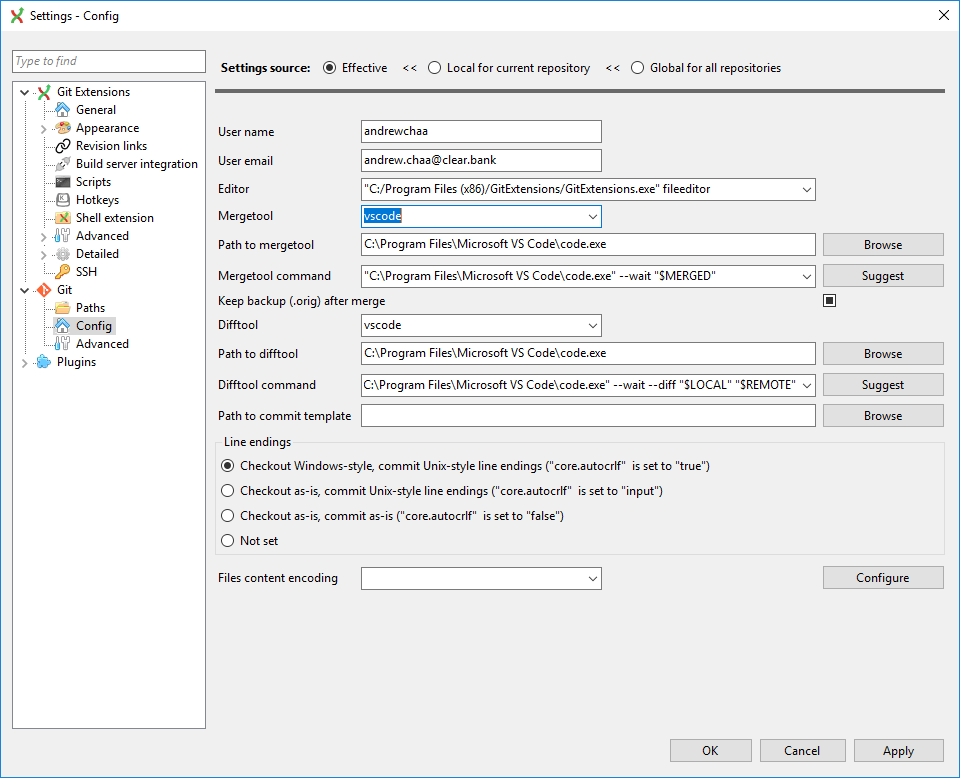 Settings - Config
Type to find
Git Extensions
General
Appearance
Revision links
Build server integration
Scripts
Hotkeys
Shell extension
Advanced
Detailed
SSH
Git
Paths
Config
Advanced
Plugins
Settings source: Effective << Local for current repository << Global for all repositories
User name andrewchaa
User email andrew.chaa@clear.bank
Editor "C:/Program Files (x86)/GitExtensions/GitExtensions.exe" fileeditor
Mergetool vscode
Path to mergetool C:\Program Files\Microsoft VS Code\code.exe Browse
Mergetool command "C:\Program Files\Microsoft VS Code\code.exe" --wait "$MERGED" Suggest
Keep backup (.orig) after merge
Difftool vscode
Path to difftool C:\Program Files\Microsoft VS Code\code.exe Browse
Difftool command C:\Program Files\Microsoft VS Code\code.exe" --wait --diff "$LOCAL" "$REMOTE" Suggest
Path to commit template Browse
Line endings
Checkout Windows-style, commit Unix-style line endings ("core.autocrlf" is set to "true")
Checkout as-is, commit Unix-style line endings ("core.autocrlf" is set to "input")
Checkout as-is, commit as-is ("core.autocrlf" is set to "false")
Not set
Files content encoding Configure
OK Cancel Apply